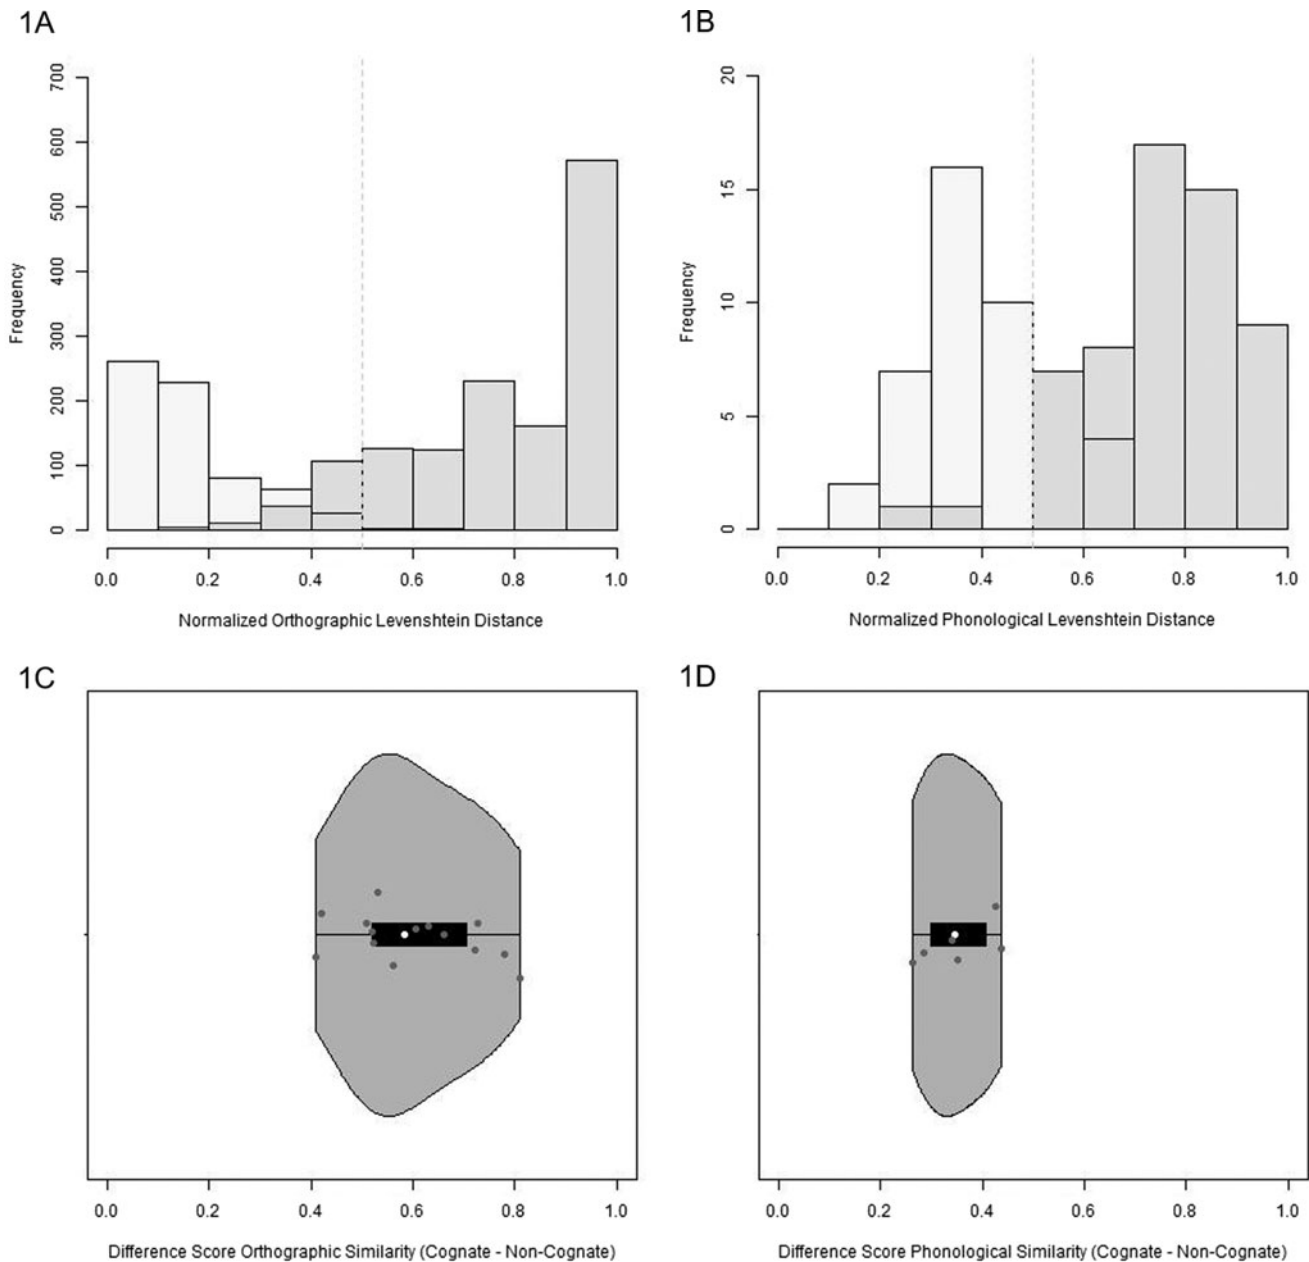 1A
700
600
500
400
300
200
100
0
Frequency
0.0 0.2 0.4 0.6 0.8 1.0
Normalized Orthographic Levenshtein Distance
1B
20
15
10
5
0
Frequency
0.0 0.2 0.4 0.6 0.8 1.0
Normalized Phonological Levenshtein Distance
1C
0.0 0.2 0.4 0.6 0.8 1.0
Difference Score Orthographic Similarity (Cognate - Non-Cognate)
1D
0.0 0.2 0.4 0.6 0.8 1.0
Difference Score Phonological Similarity (Cognate - Non-Cognate)